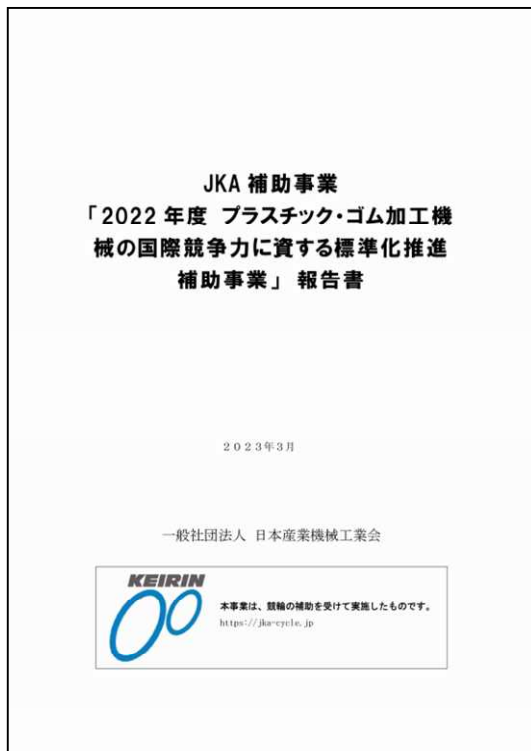 JKA 補助事業
「2022 年度 プラスチック・ゴム加工機
械の国際競争力に資する標準化推進
補助事業」 報告書
２０２３年３月
一般社団法人 日本産業機械工業会
KEIRIN
本事業は、競輪の補助を受けて実施したものです。
https://jka-cycle.jp